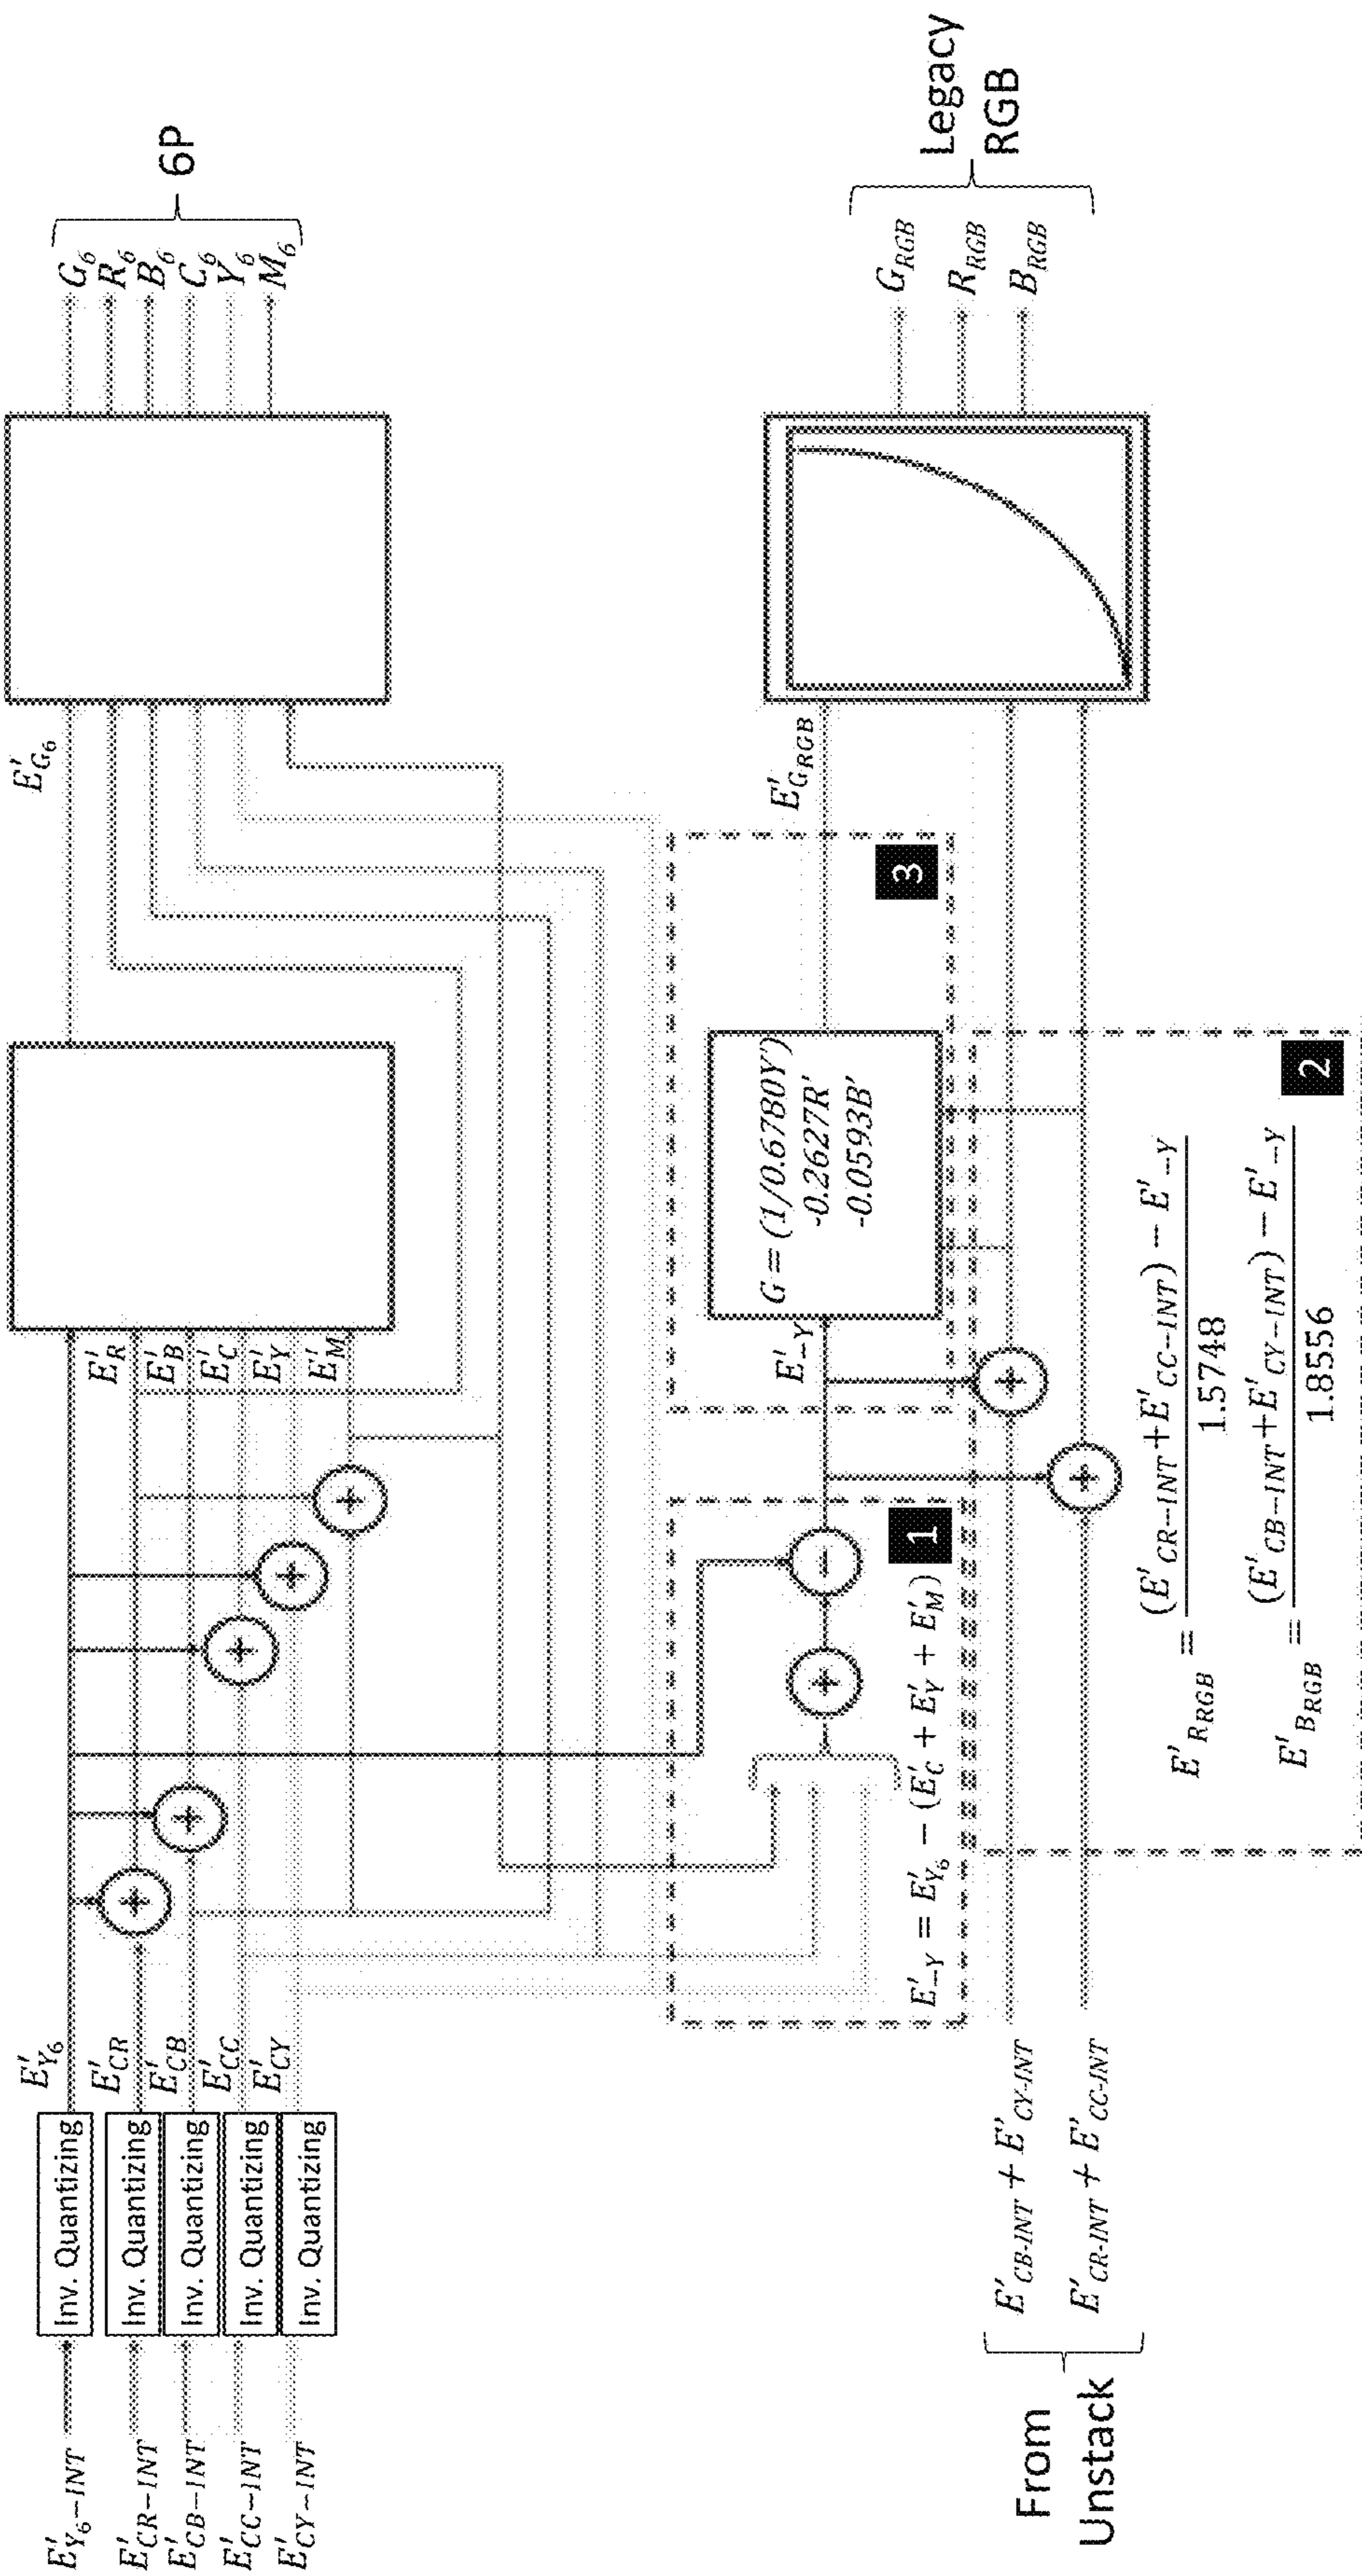 E'Y6-INT
E'CR-INT
E'CB-INT
E'CC-INT
E'CY-INT
Inv. Quantizing
Inv. Quantizing
Inv. Quantizing
Inv. Quantizing
Inv. Quantizing
E'Y6
E'CR
E'CB
E'CC
E'CY
+
+
+
+
+
E'R
E'B
E'C
E'Y
E'M
E'G6
G6
R6
B6
C6
Y6
M6
6P
+
-
E'-Y = E'Y6 - (E'C + E'Y + E'M)
1
E'-Y
G = (1/0.6780Y')
-0.2627R'
-0.0593B'
3
E'GRGB
From
Unstack
E'CB-INT + E'CY-INT
E'CR-INT + E'CC-INT
+
+
E'RRGB = (E'CR-INT+E'CC-INT) - E'-Y
1.5748
E'BRGB = (E'CB-INT+E'CY-INT) - E'-Y
1.8556
2
GRGB
RRGB
BRGB
Legacy
RGB